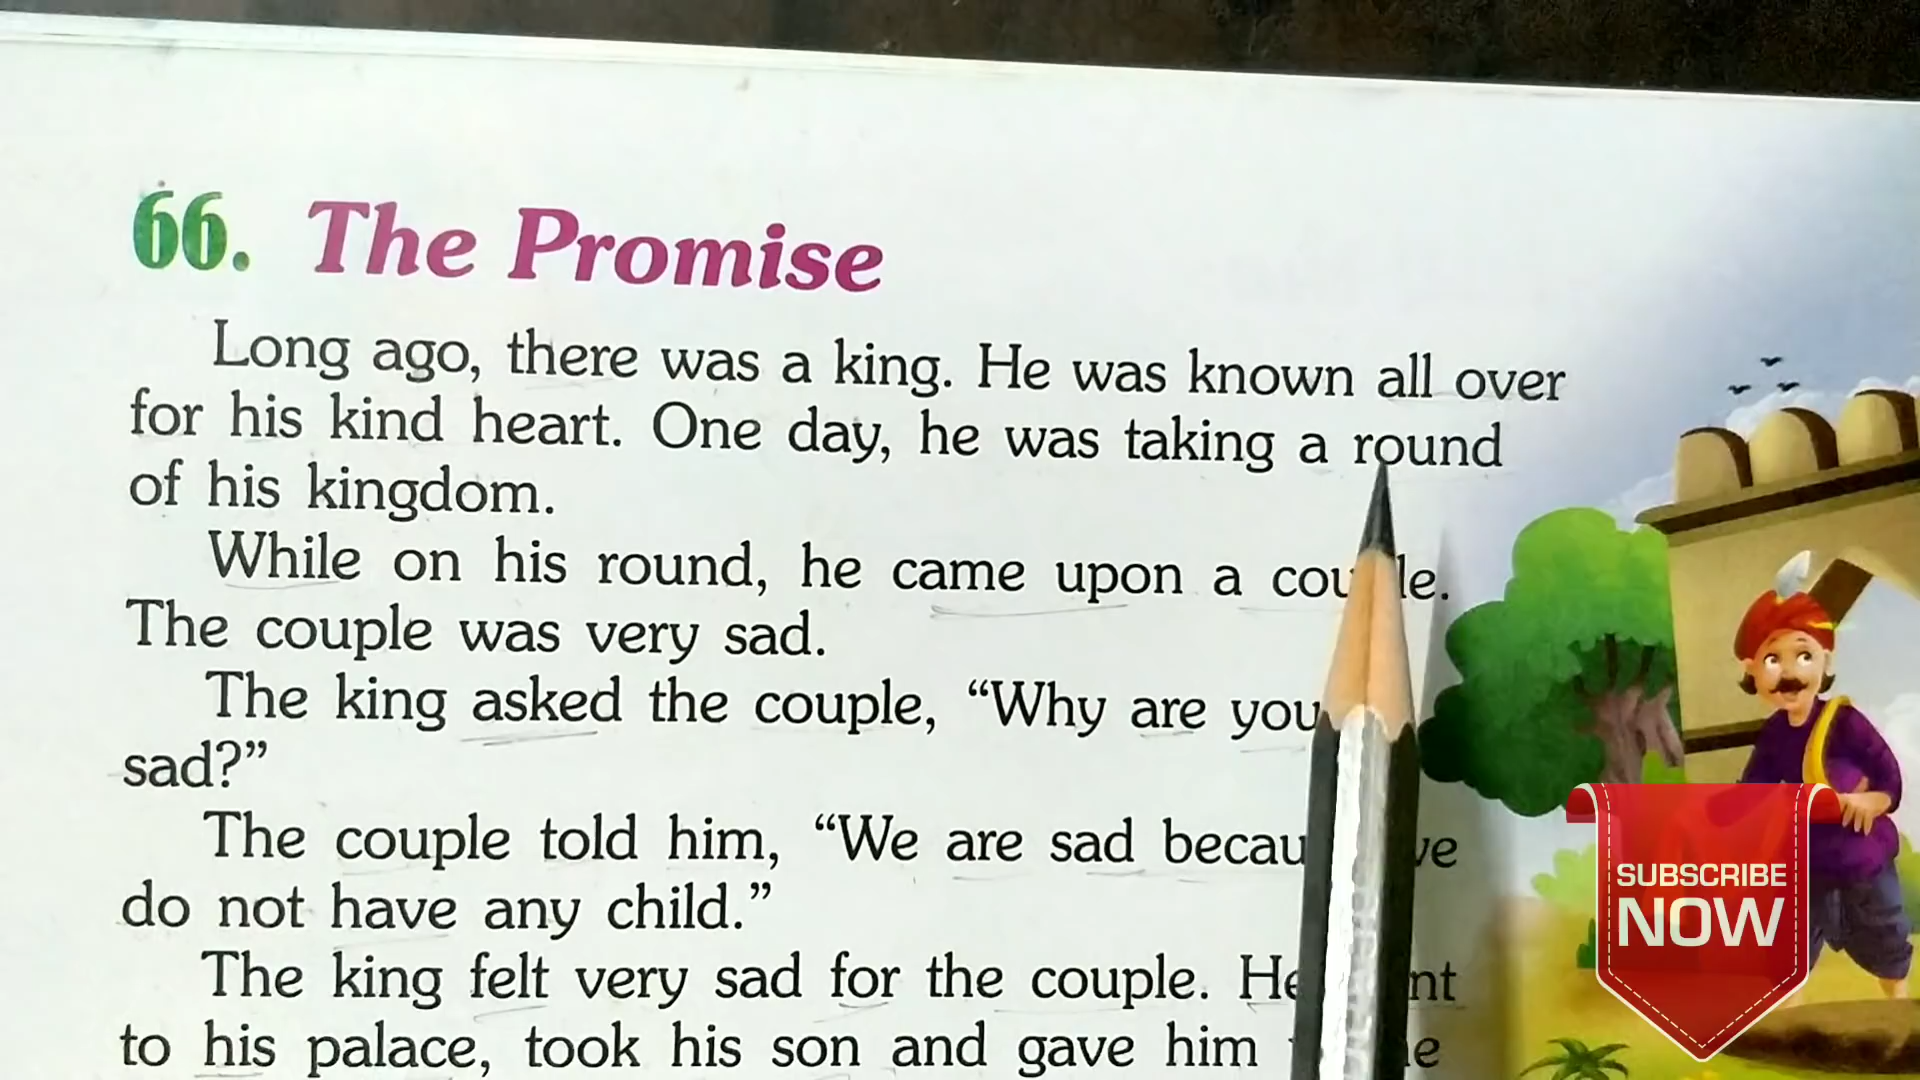 66. The Promise
Long ago, there was a king. He was known all over
for his kind heart. One day, he was taking a round
of his kingdom.
While on his round, he came upon a
The couple was very sad.
The king asked the couple, “Why are you
sad?”
The couple told him, “We are sad
do not have any child.”
The king felt very sad for the couple. He
to his palace, took his son and gave him
SUBSCRIBE
NOW